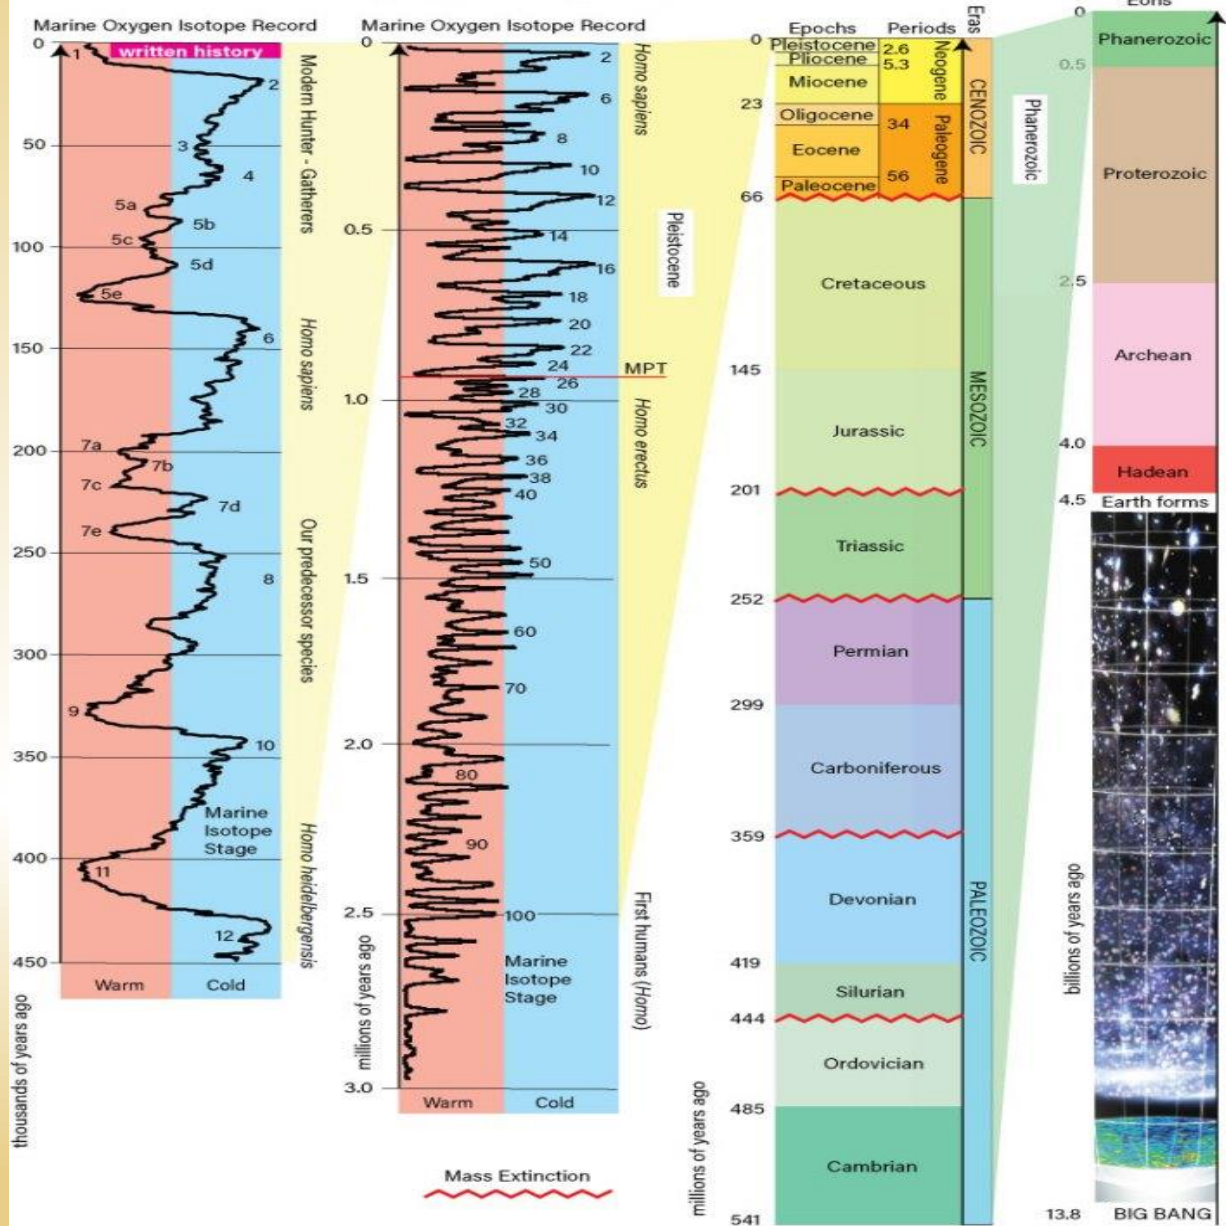 Marine Oxygen Isotope Record
0
50
100
150
200
250
300
350
400
450
thousands of years ago
written history
1
2
3
4
5a
5b
5c
5d
5e
6
7a
7b
7c
7d
7e
8
9
10
11
12
Marine
Isotope
Stage
Warm
Cold
Modern Hunter - Gatherers
Homo sapiens
Our predecessor species
Homo heidelbergensis
Marine Oxygen Isotope Record
0
0.5
1.0
1.5
2.0
2.5
3.0
millions of years ago
2
6
8
10
12
14
16
18
20
22
24
26
28
30
32
34
36
38
40
50
60
70
80
90
100
Marine
Isotope
Stage
Warm
Cold
Homo sapiens
Pleistocene
MPT
Homo erectus
First humans (Homo)
Mass Extinction
Epochs
Periods
Eras
0
Pleistocene
2.6
Pliocene
5.3
Miocene
Neogene
23
Oligocene
34
Eocene
56
Paleocene
Paleogene
CENOZOIC
66
Cretaceous
145
Jurassic
201
Triassic
MESOZOIC
252
Permian
299
Carboniferous
359
Devonian
419
Silurian
444
Ordovician
485
Cambrian
541
PALEOZOIC
millions of years ago
Phanerozoic
Eons
0
Phanerozoic
0.5
Proterozoic
2.5
Archean
4.0
Hadean
4.5
Earth forms
billions of years ago
13.8
BIG BANG